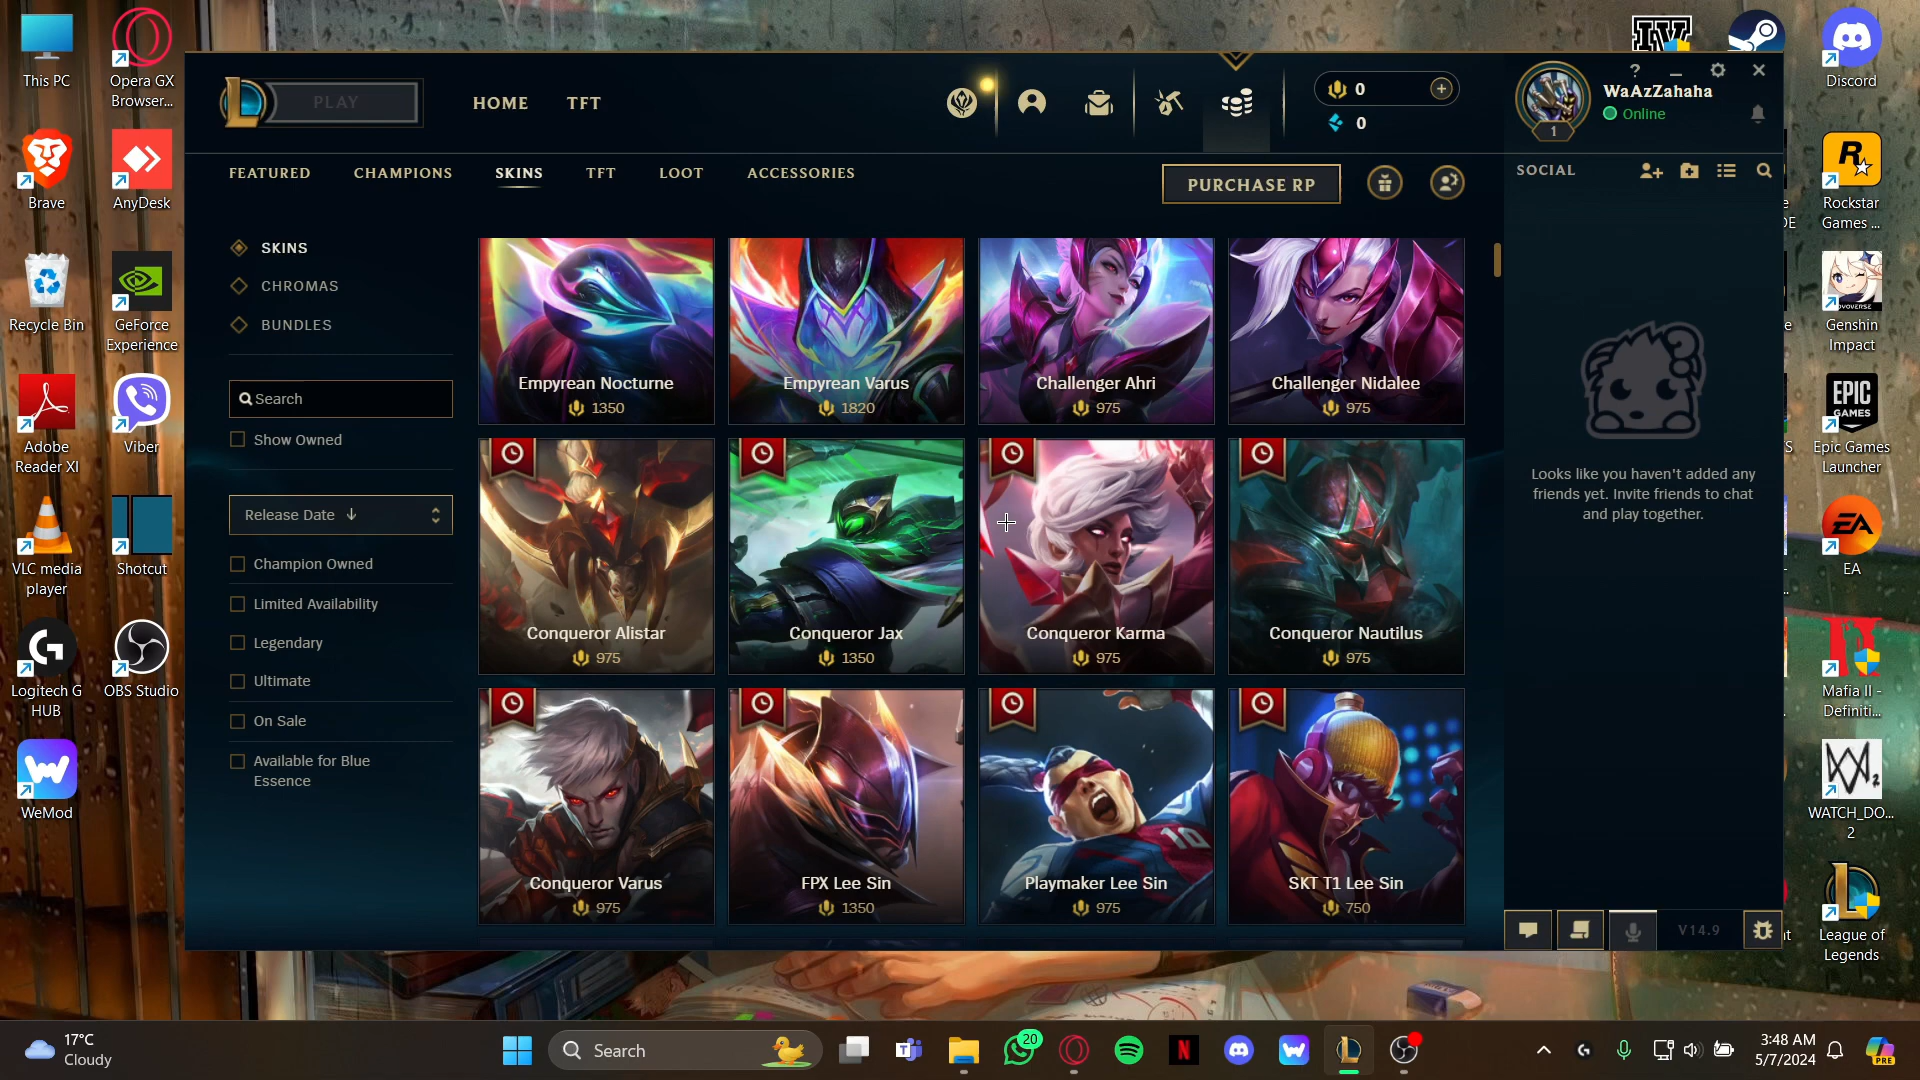 This PC
Opera GX
Browser...
IV
Discord
PLAY
HOME
TFT
0
0
WaAzZahaha
Online
1
FEATURED
CHAMPIONS
SKINS
TFT
LOOT
ACCESSORIES
PURCHASE RP
SOCIAL
Brave
AnyDesk
Rockstar
Games ...
SKINS
CHROMAS
BUNDLES
Search
Show Owned
Release Date
Champion Owned
Limited Availability
Legendary
Ultimate
On Sale
Available for Blue
Essence
Empyrean Nocturne
1350
Empyrean Varus
1820
Challenger Ahri
975
Challenger Nidalee
975
Conqueror Alistar
975
Conqueror Jax
1350
Conqueror Karma
975
Conqueror Nautilus
975
Conqueror Varus
975
FPX Lee Sin
1350
Playmaker Lee Sin
975
10
SKT T1 Lee Sin
750
Looks like you haven't added any
friends yet. Invite friends to chat
and play together.
V14.9
Recycle Bin
GeForce
Experience
Adobe
Reader XI
Viber
VLC media
player
Shotcut
Logitech G
HUB
OBS Studio
WeMod
Genshin
Impact
EPIC
GAMES
Epic Games
Launcher
EA
EA
Mafia II -
Definiti...
WATCH_DO...
2
League of
Legends
17°C
Cloudy
Search
20
3:48 AM
5/7/2024
PRE